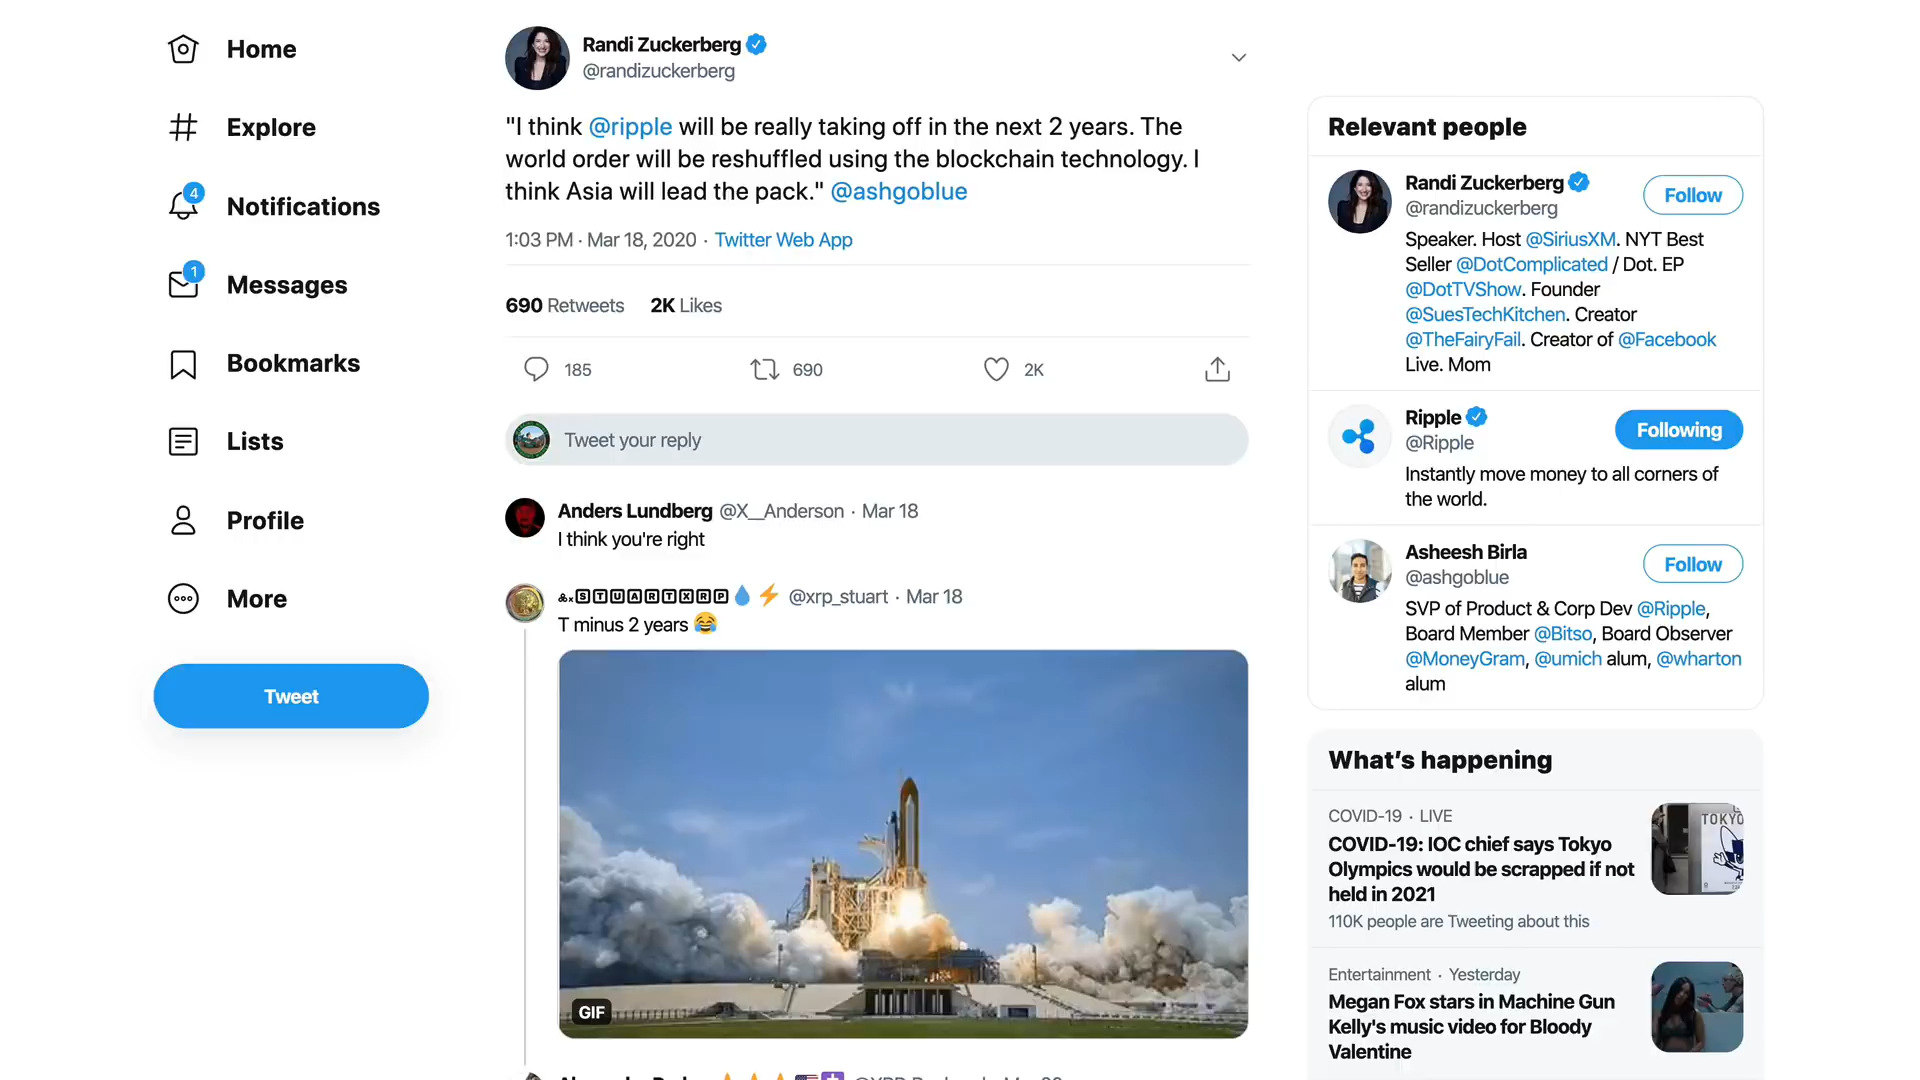 Home
Explore
4
Notifications
1
Messages
Bookmarks
Lists
Profile
More
Tweet
Randi Zuckerberg
@randizuckerberg
"I think @ripple will be really taking off in the next 2 years. The
world order will be reshuffled using the blockchain technology. I
think Asia will lead the pack." @ashgoblue
1:03 PM · Mar 18, 2020 · Twitter Web App
690 Retweets 2K Likes
185 690 2K
Tweet your reply
Anders Lundberg @X__Anderson · Mar 18
I think you're right
🅂🅃🅄🄰🅁🅃🅇🅁🄿💧⚡ @xrp_stuart · Mar 18
T minus 2 years 😂
GIF
Relevant people
Randi Zuckerberg
@randizuckerberg
Follow
Speaker. Host @SiriusXM. NYT Best
Seller @DotComplicated / Dot. EP
@DotTVShow. Founder
@SuesTechKitchen. Creator
@TheFairyFail. Creator of @Facebook
Live. Mom
Ripple
@Ripple
Following
Instantly move money to all corners of
the world.
Asheesh Birla
@ashgoblue
Follow
SVP of Product & Corp Dev @Ripple,
Board Member @Bitso, Board Observer
@MoneyGram, @umich alum, @wharton
alum
What's happening
COVID-19 · LIVE
COVID-19: IOC chief says Tokyo
Olympics would be scrapped if not
held in 2021
110K people are Tweeting about this
TOKYO
Entertainment · Yesterday
Megan Fox stars in Machine Gun
Kelly's music video for Bloody
Valentine